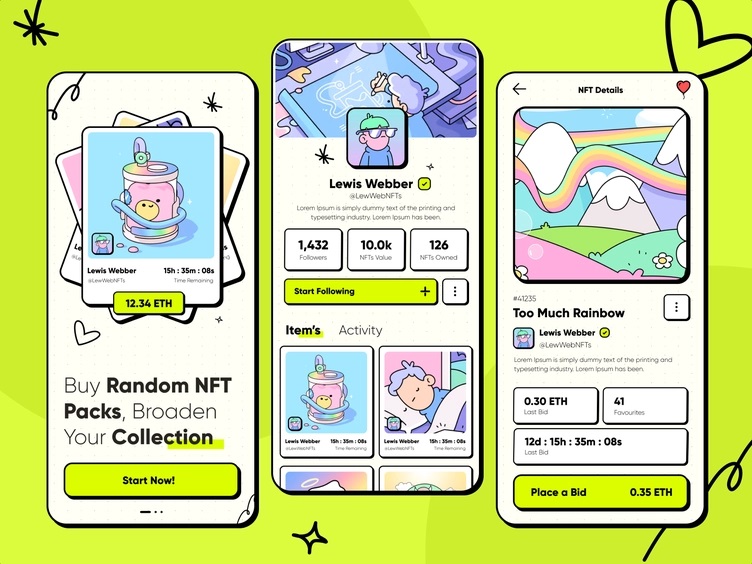 Lewis Webber
@LewWebNFTs
15h : 35m : 08s
Time Remaining
12.34 ETH
Buy Random NFT
Packs, Broaden
Your Collection
Start Now!
Lewis Webber
@LewWebNFTs
Lorem Ipsum is simply dummy text of the printing and
typesetting industry. Lorem Ipsum has been.
1,432
Followers
10.0k
NFTs Value
126
NFTs Owned
Start Following
Item's
Activity
Lewis Webber
@LewWebNFTs
15h : 35m : 08s
Time Remaining
Lewis Webber
@LewWebNFTs
15h : 35m : 08s
Time Remaining
NFT Details
#41235
Too Much Rainbow
Lewis Webber
@LewWebNFTs
Lorem Ipsum is simply dummy text of the printing and
typesetting industry. Lorem Ipsum has been.
0.30 ETH
Last Bid
41
Favourites
12d : 15h : 35m : 08s
Last Bid
Place a Bid
0.35 ETH